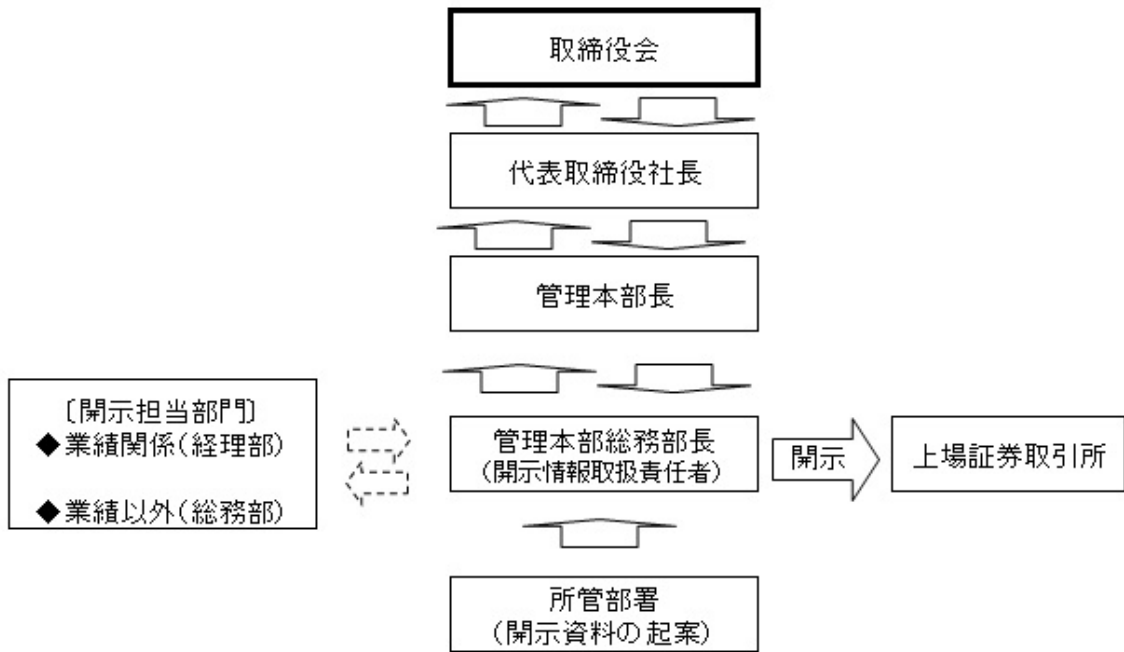 取締役会
代表取締役社長
管理本部長
[開示担当部門]
◆業績関係(経理部)
◆業績以外(総務部)
管理本部総務部長
(開示情報取扱責任者)
開示
上場証券取引所
所管部署
(開示資料の起案)